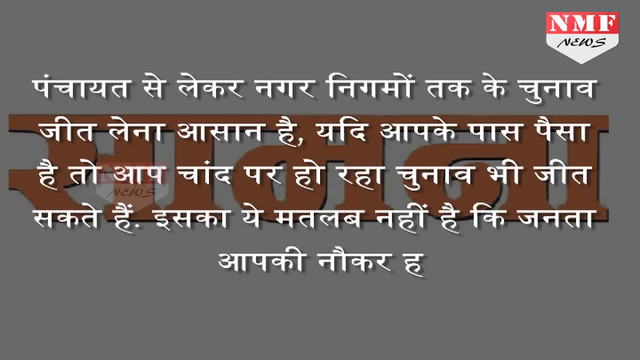 NMF
NEWS
पंचायत से लेकर नगर निगमों तक के चुनाव
जीत लेना आसान है, यदि आपके पास पैसा
है तो आप चांद पर हो रहा चुनाव भी जीत
सकते हैं. इसका ये मतलब नहीं है कि जनता
आपकी नौकर ह
सामना